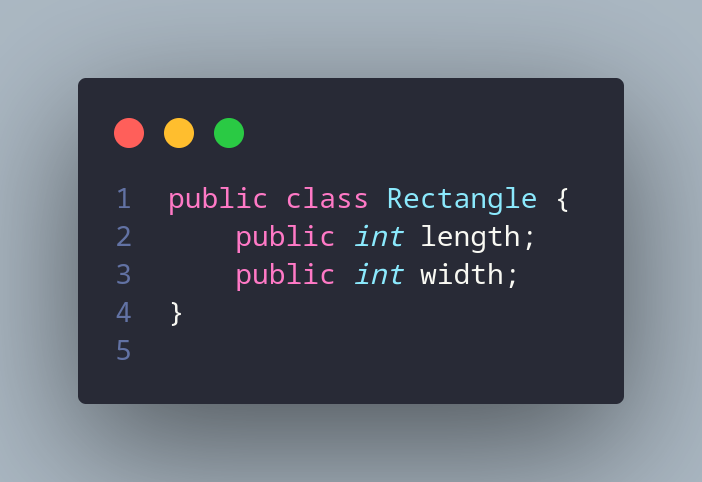 1 public class Rectangle {
2     public int length;
3     public int width;
4 }
5